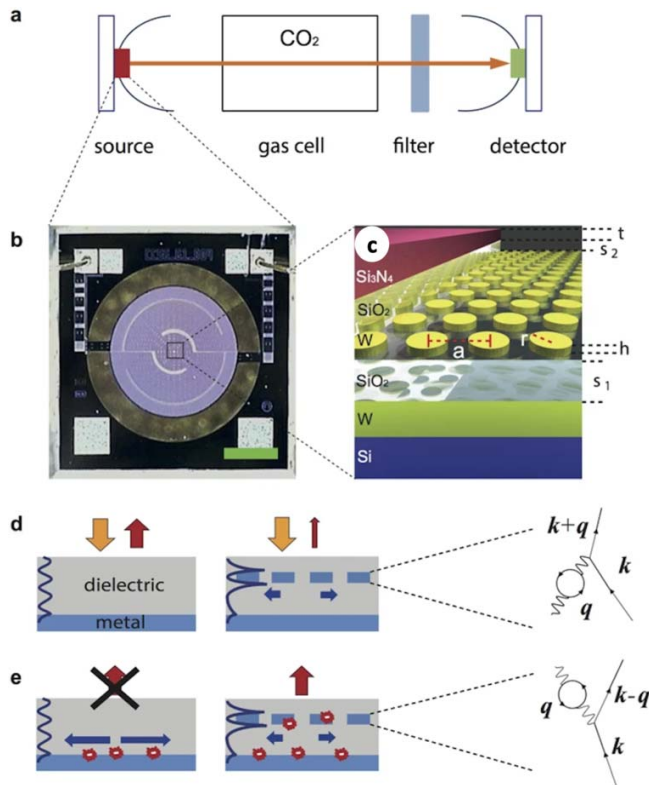 a
CO₂
source
gas cell
filter
detector
b
c
t
s₂
Si₃N₄
SiO₂
W
a
r
h
SiO₂
s₁
W
Si
d
k+q
dielectric
k
metal
q
e
q
k-q
k